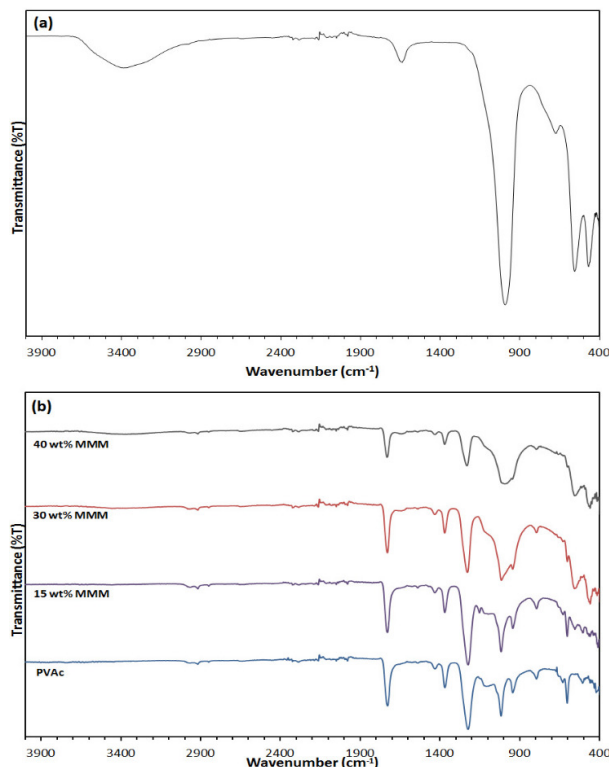 (a)
Transmittance (%T)
3900 3400 2900 2400 1900 1400 900 400
Wavenumber (cm⁻¹)
(b)
40 wt% MMM
30 wt% MMM
15 wt% MMM
PVAc
Transmittance (%T)
3900 3400 2900 2400 1900 1400 900 400
Wavenumber (cm⁻¹)